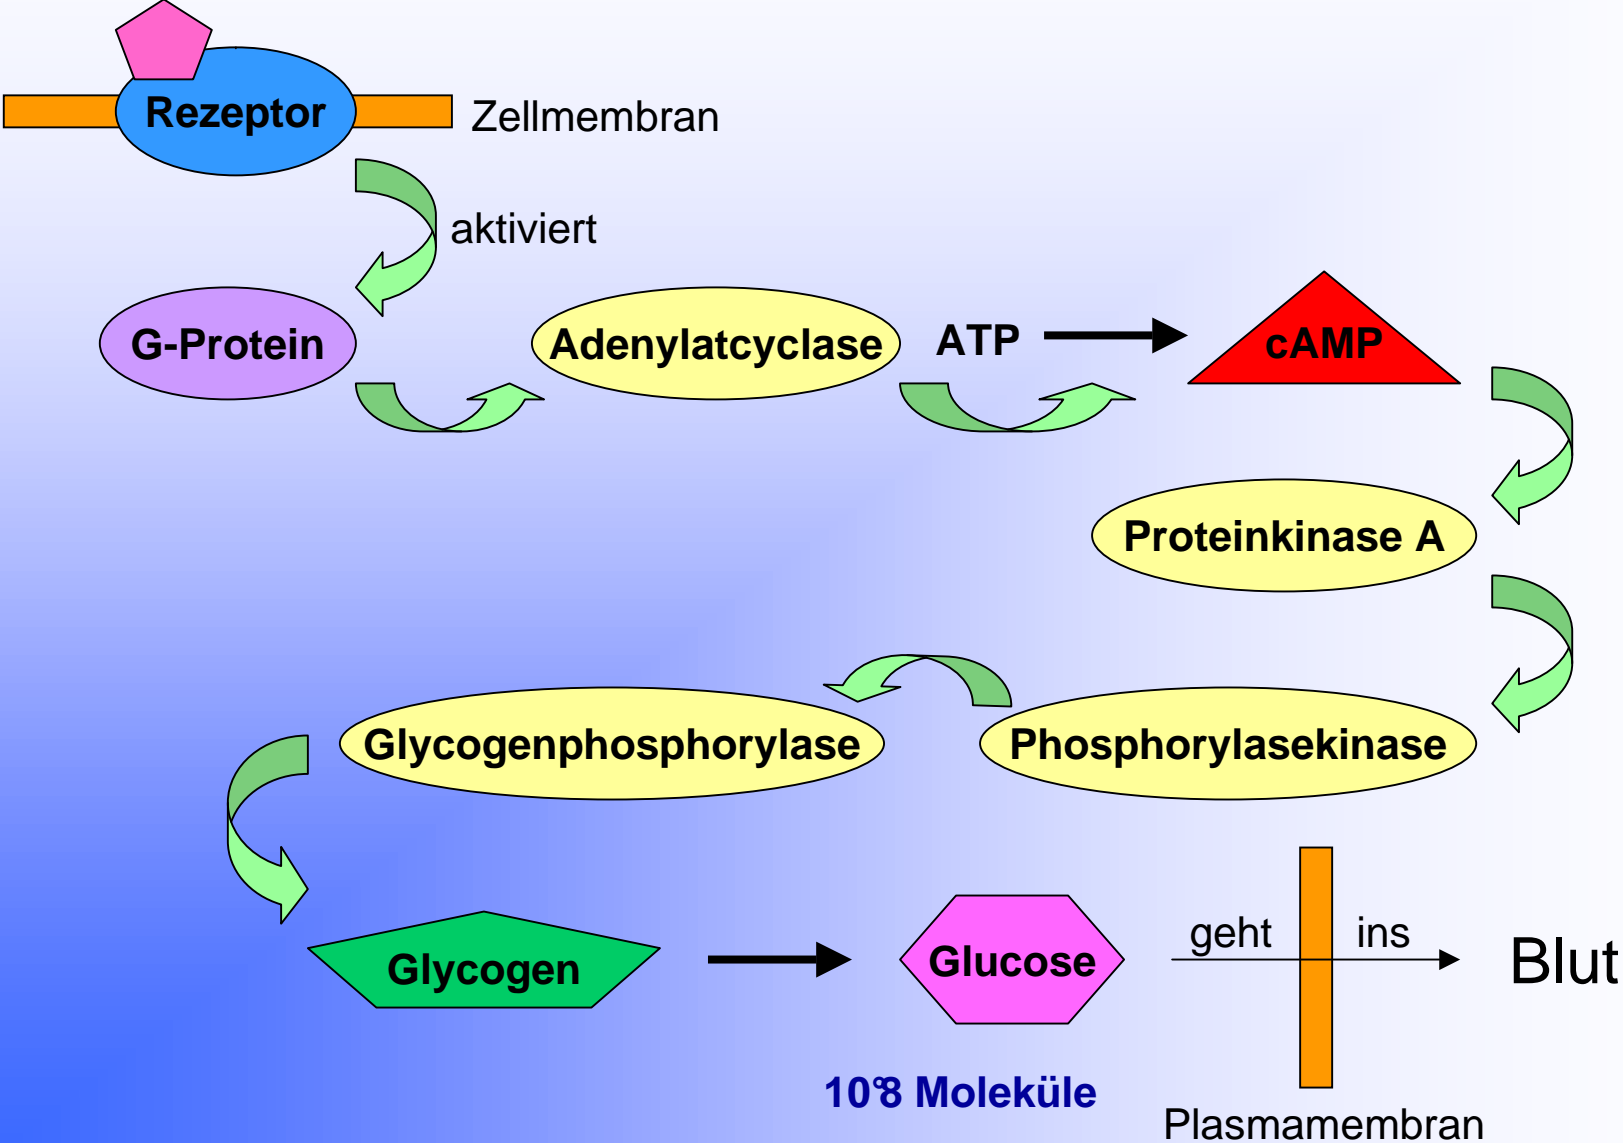 Rezeptor
Zellmembran
aktiviert
G-Protein
Adenylatcyclase
ATP
cAMP
Proteinkinase A
Glycogenphosphorylase
Phosphorylasekinase
Glycogen
Glucose
geht
ins
Blut
10°8 Moleküle
Plasmamembran